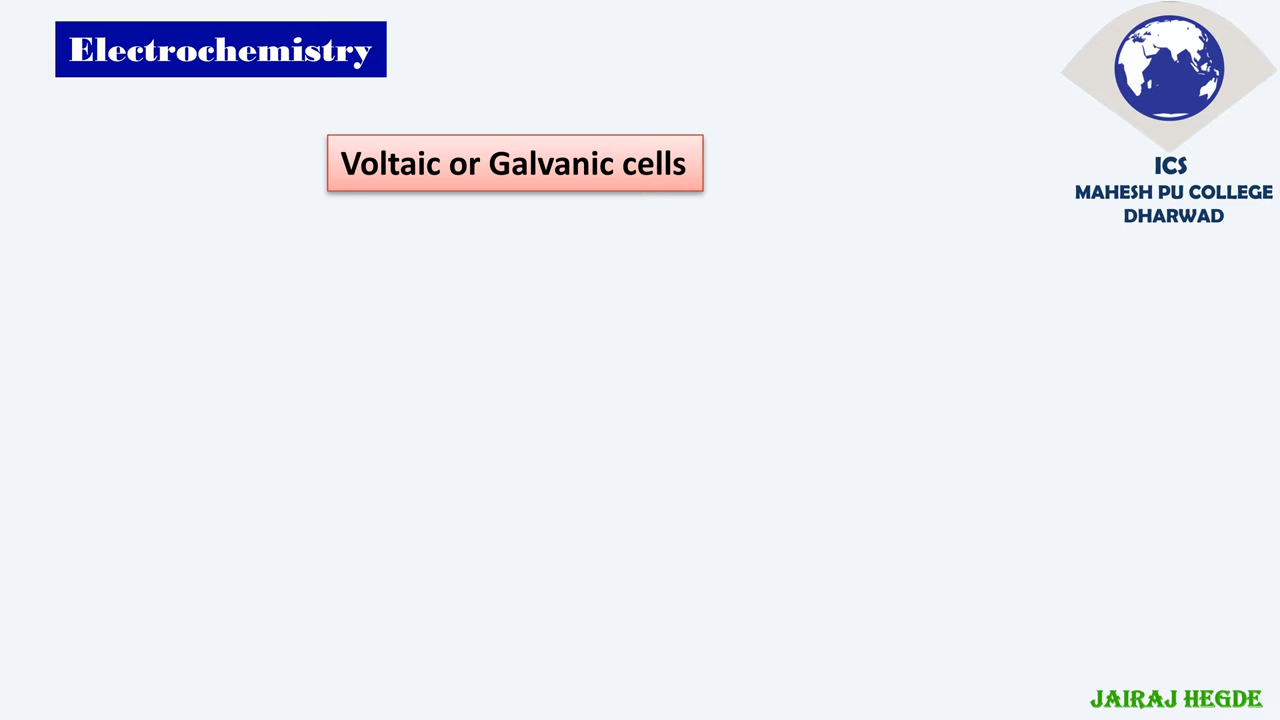 Electrochemistry
Voltaic or Galvanic cells
ICS
MAHESH PU COLLEGE
DHARWAD
JAIRAJ HEGDE